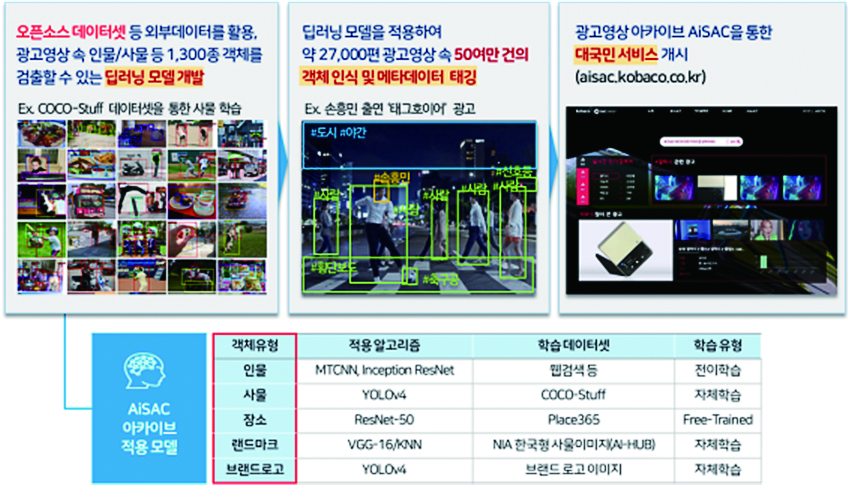 오픈소스 데이터셋 등 외부데이터를 활용,
광고영상 속 인물/사물 등 1,300종 객체를
검출할 수 있는 딥러닝 모델 개발
Ex. COCO-Stuff 데이터셋을 통한 사물 학습
딥러닝 모델을 적용하여
약 27,000편 광고영상 속 50여만 건의
객체 인식 및 메타데이터 태깅
Ex. 손흥민 출연 '태그호이어' 광고
#도시 #야간
#손흥민
#신호등
#사람
#사람
#사람
#사람
#사람
#횡단보도
#축구공
광고영상 아카이브 AiSAC을 통한
대국민 서비스 개시
(aisac.kobaco.co.kr)
AiSAC
아카이브
적용 모델
객체유형 적용 알고리즘 학습 데이터셋 학습 유형
인물 MTCNN, Inception ResNet 웹검색 등 전이학습
사물 YOLOv4 COCO-Stuff 자체학습
장소 ResNet-50 Place365 Free-Trained
랜드마크 VGG-16/KNN NIA 한국형 사물이미지(AI-HUB) 자체학습
브랜드로고 YOLOv4 브랜드 로고 이미지 자체학습